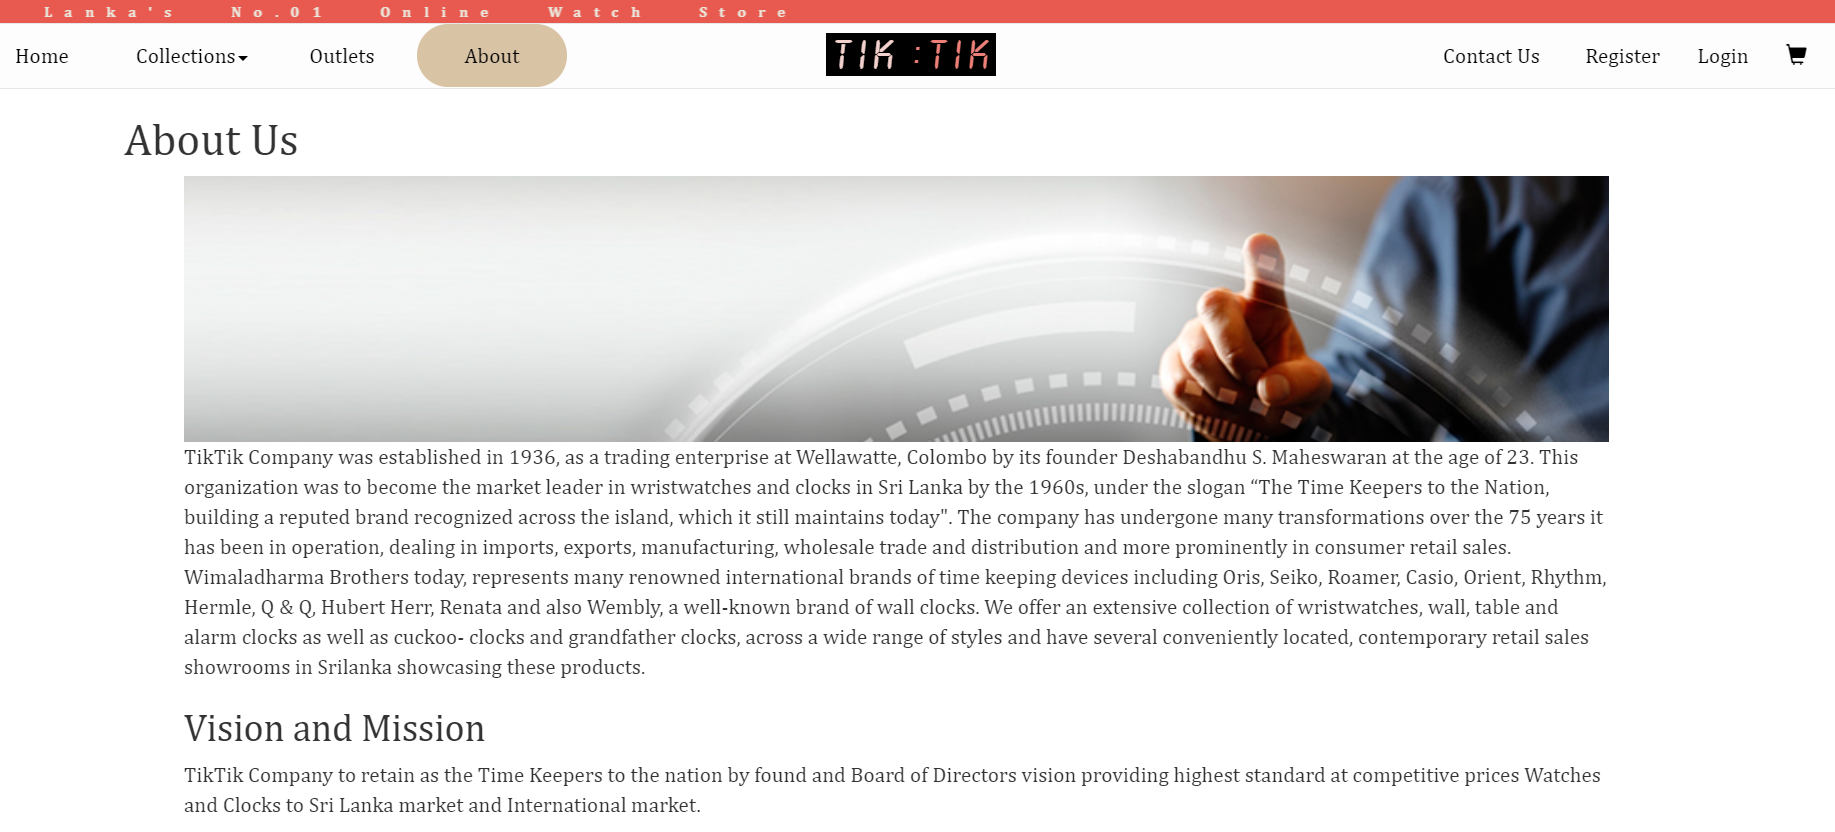 Lanka's No.01 Online Watch Store
Home Collections Outlets About TIK:TIK Contact Us Register Login
About Us
TikTik Company was established in 1936, as a trading enterprise at Wellawatte, Colombo by its founder Deshabandhu S. Maheswaran at the age of 23. This
organization was to become the market leader in wristwatches and clocks in Sri Lanka by the 1960s, under the slogan “The Time Keepers to the Nation,
building a reputed brand recognized across the island, which it still maintains today". The company has undergone many transformations over the 75 years it
has been in operation, dealing in imports, exports, manufacturing, wholesale trade and distribution and more prominently in consumer retail sales.
Wimaladharma Brothers today, represents many renowned international brands of time keeping devices including Oris, Seiko, Roamer, Casio, Orient, Rhythm,
Hermle, Q & Q, Hubert Herr, Renata and also Wembly, a well-known brand of wall clocks. We offer an extensive collection of wristwatches, wall, table and
alarm clocks as well as cuckoo- clocks and grandfather clocks, across a wide range of styles and have several conveniently located, contemporary retail sales
showrooms in Srilanka showcasing these products.
Vision and Mission
TikTik Company to retain as the Time Keepers to the nation by found and Board of Directors vision providing highest standard at competitive prices Watches
and Clocks to Sri Lanka market and International market.